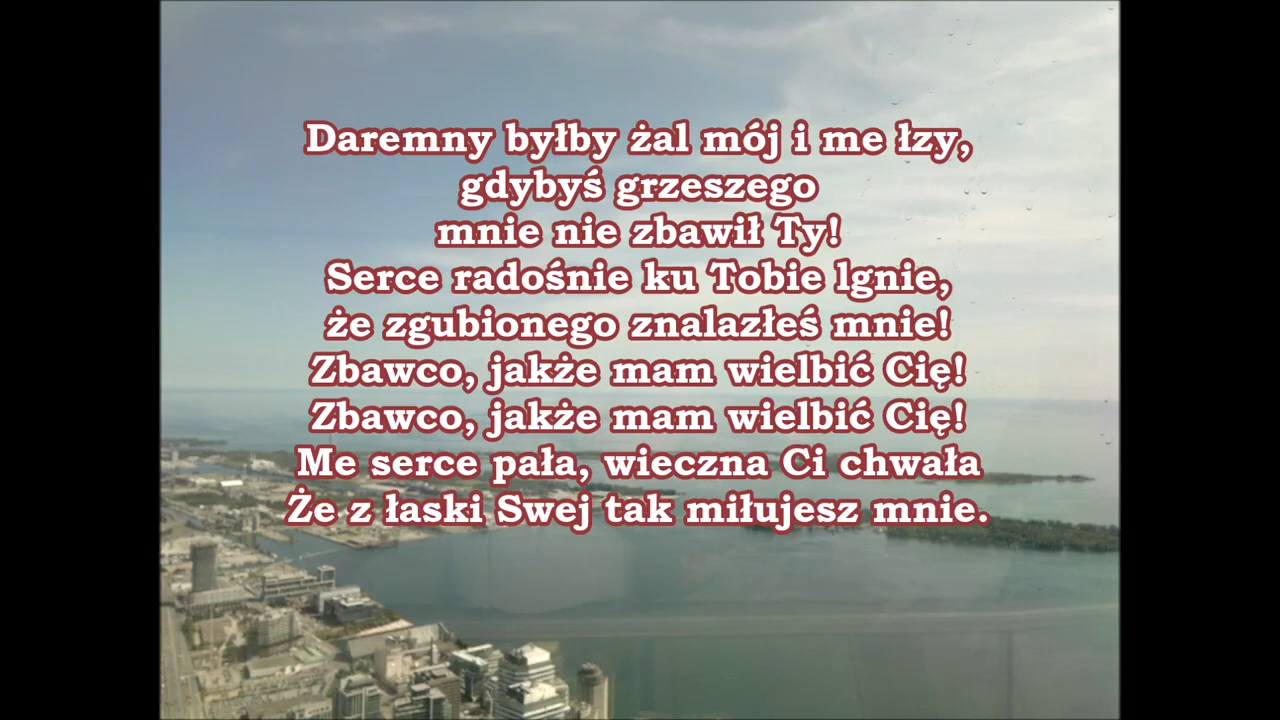 Daremny byłby żal mój i me łzy,
gdybyś grzeszego
mnie nie zbawił Ty!
Serce radośnie ku Tobie lgnie,
że zgubionego znalazłeś mnie!
Zbawco, jakże mam wielbić Cię!
Zbawco, jakże mam wielbić Cię!
Me serce pała, wieczna Ci chwała
Że z łaski Swej tak miłujesz mnie.